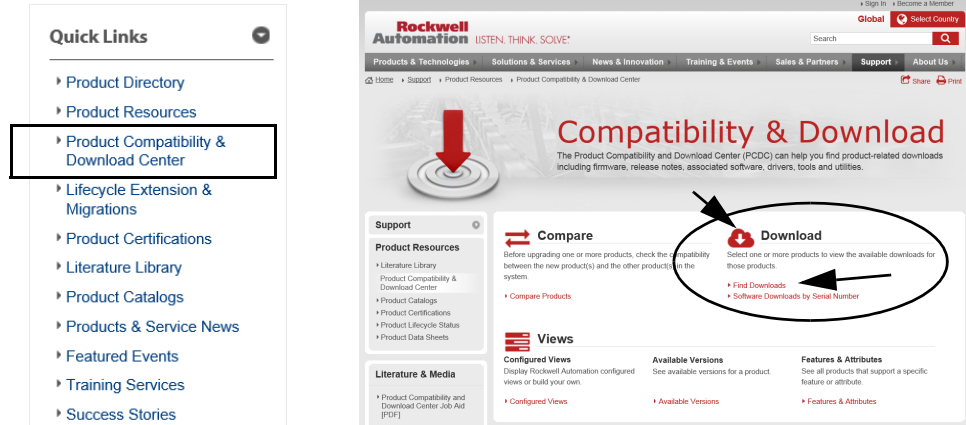 Quick Links
Product Directory
Product Resources
Product Compatibility &
Download Center
Lifecycle Extension &
Migrations
Product Certifications
Literature Library
Product Catalogs
Products & Service News
Featured Events
Training Services
Success Stories
Sign In Become a Member
Global Select Country
Rockwell
Automation LISTEN. THINK. SOLVE.®
Search
Products & Technologies Solutions & Services News & Innovation Training & Events Sales & Partners Support About Us
Home Support Product Resources Product Compatibility & Download Center
Share Print
Compatibility & Download
The Product Compatibility and Download Center (PCDC) can help you find product-related downloads
including firmware, release notes, associated software, drivers, tools and utilities.
Support
Product Resources
Literature Library
Product Compatibility &
Download Center
Product Catalogs
Product Certifications
Product Lifecycle Status
Product Data Sheets
Literature & Media
Product Compatibility and
Download Center Job Aid
[PDF]
Compare
Before upgrading one or more products, check the compatibility
between the new product(s) and the other product(s) in the
system.
Compare Products
Download
Select one or more products to view the available downloads for
those products.
Find Downloads
Software Downloads by Serial Number
Views
Configured Views
Display Rockwell Automation configured
views or build your own.
Configured Views
Available Versions
See available versions for a product.
Available Versions
Features & Attributes
See all products that support a specific
feature or attribute.
Features & Attributes